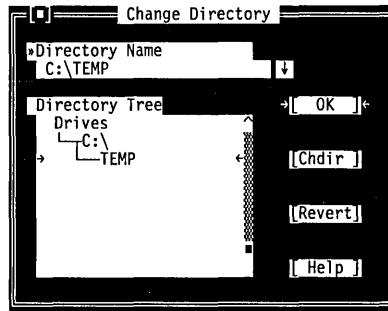 Change Directory
»Directory Name
C:\TEMP ↓
Directory Tree
Drives
C:\
→ TEMP ←
→[ OK ]←
[Chdir ]
[Revert]
[ Help ]